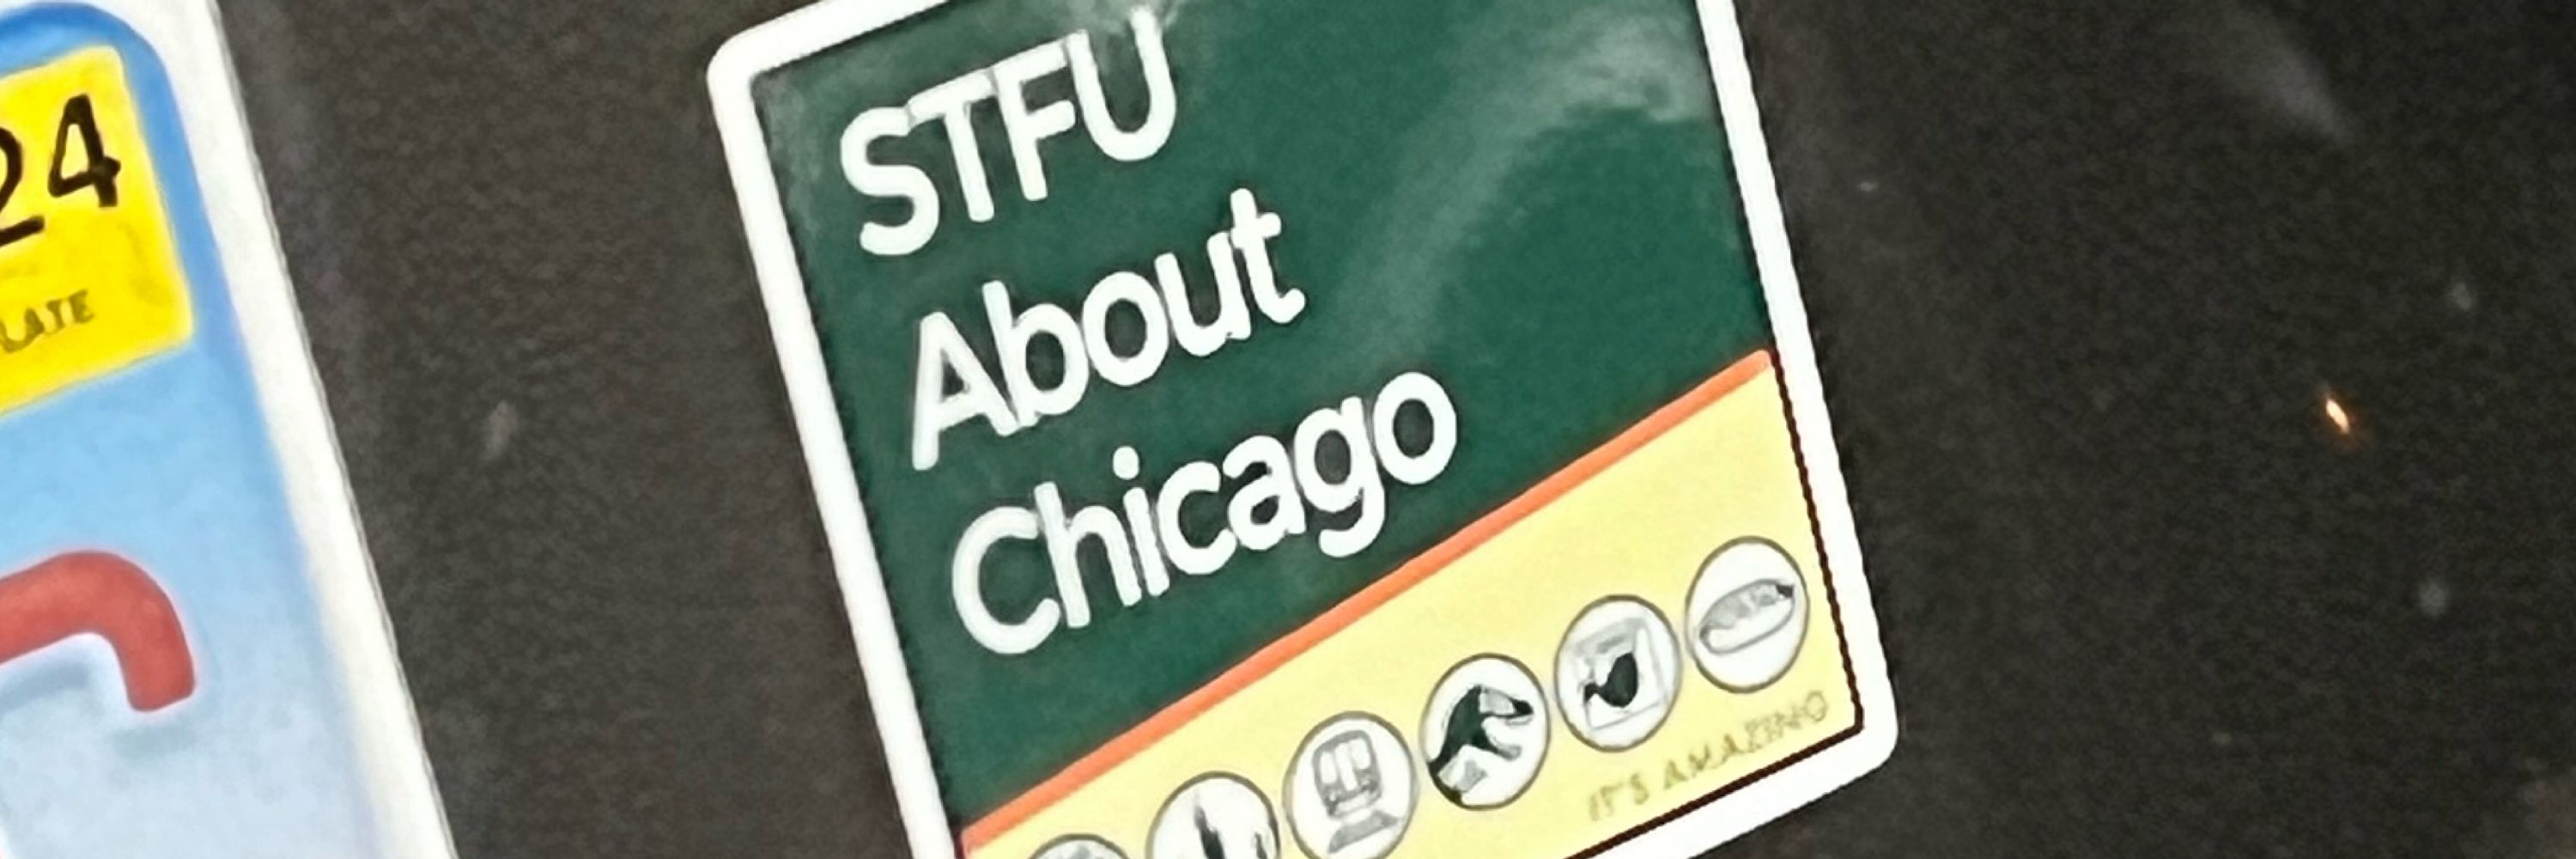 24
LATE
STFU
About
Chicago
IT'S AMAZING